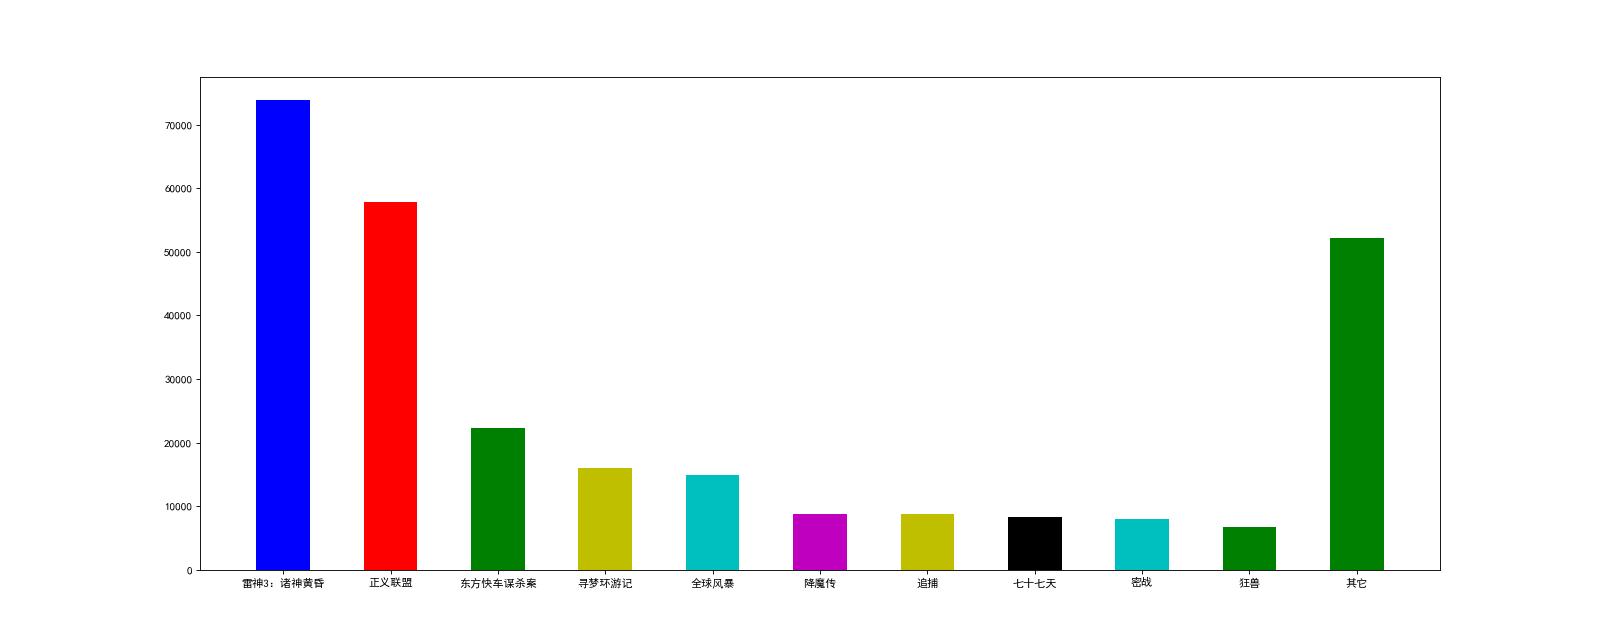 70000
60000
50000
40000
30000
20000
10000
0
雷神3：诸神黄昏
正义联盟
东方快车谋杀案
寻梦环游记
全球风暴
降魔传
追捕
七十七天
密战
狂兽
其它